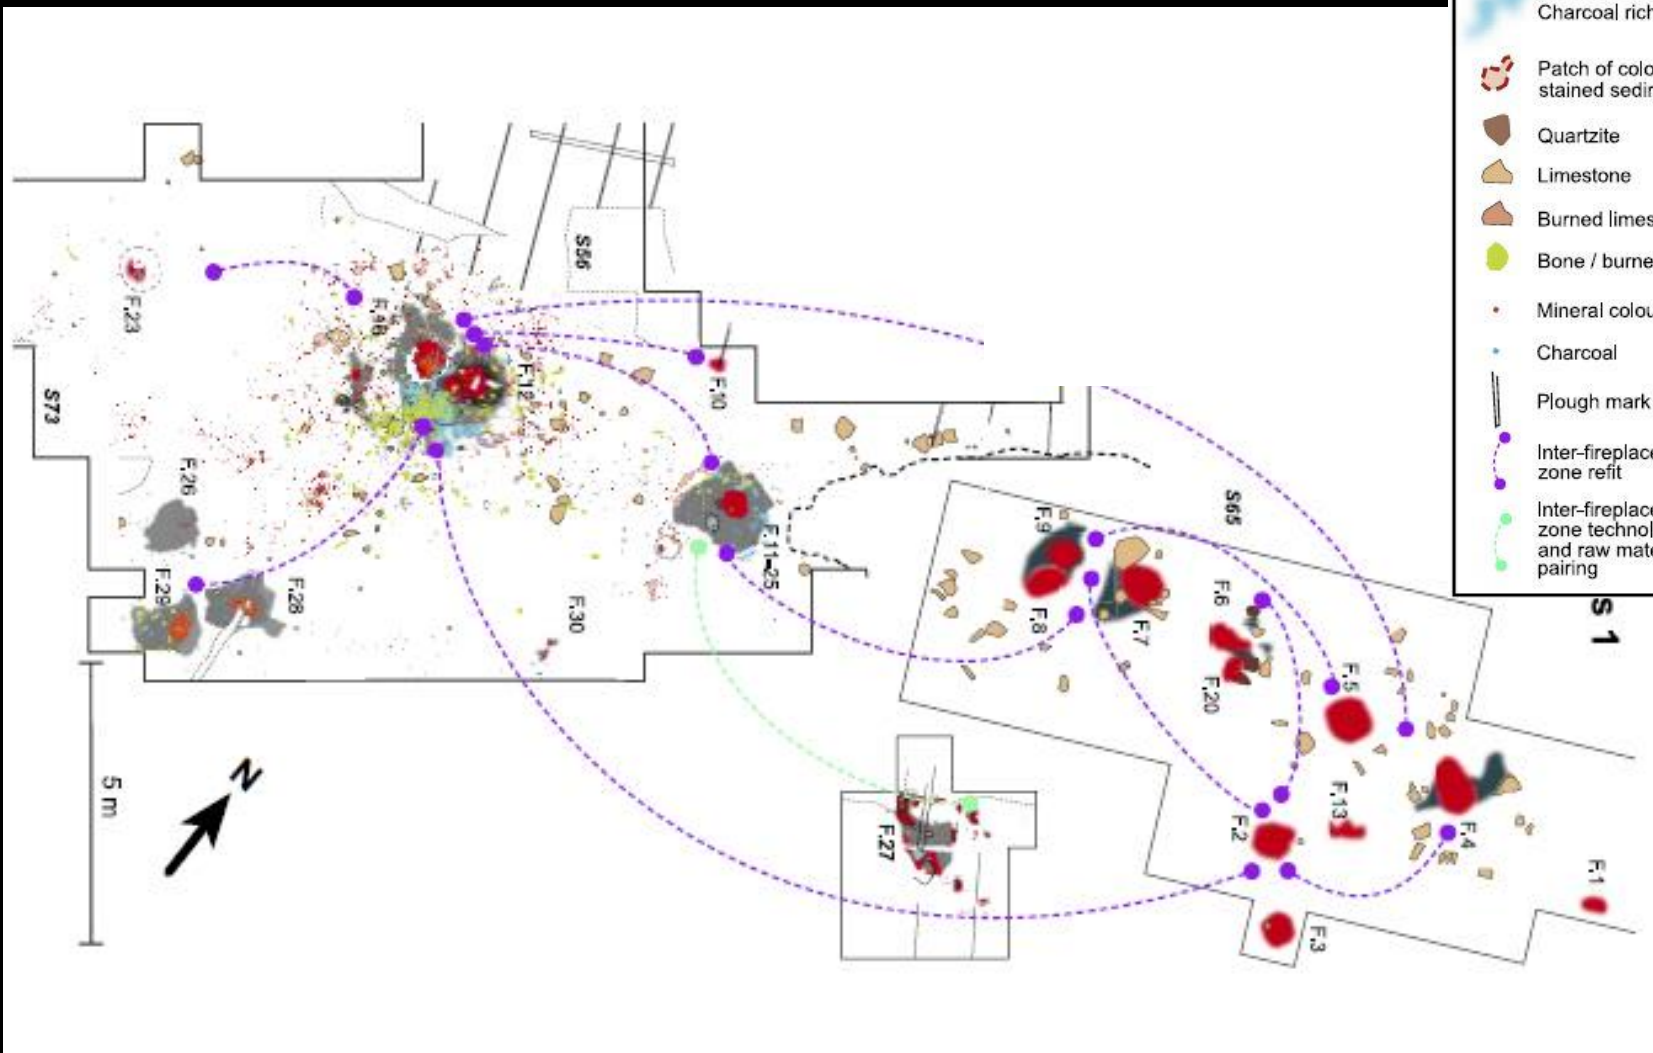 Charcoal rich
Patch of colo
stained sedir
Quartzite
Limestone
Burned limes
Bone / burne
Mineral colou
Charcoal
Plough mark
Inter-fireplace
zone refit
Inter-fireplace
zone technol
and raw mate
pairing
s 1
S56
S73
S65
F.23
F.16
F.12
F.10
F.26
F.29
F.28
F.30
F.11-25
F.9
F.8
F.7
F.6
F.20
F.5
F.13
F.4
F.2
F.3
F.1
F.27
5 m
N